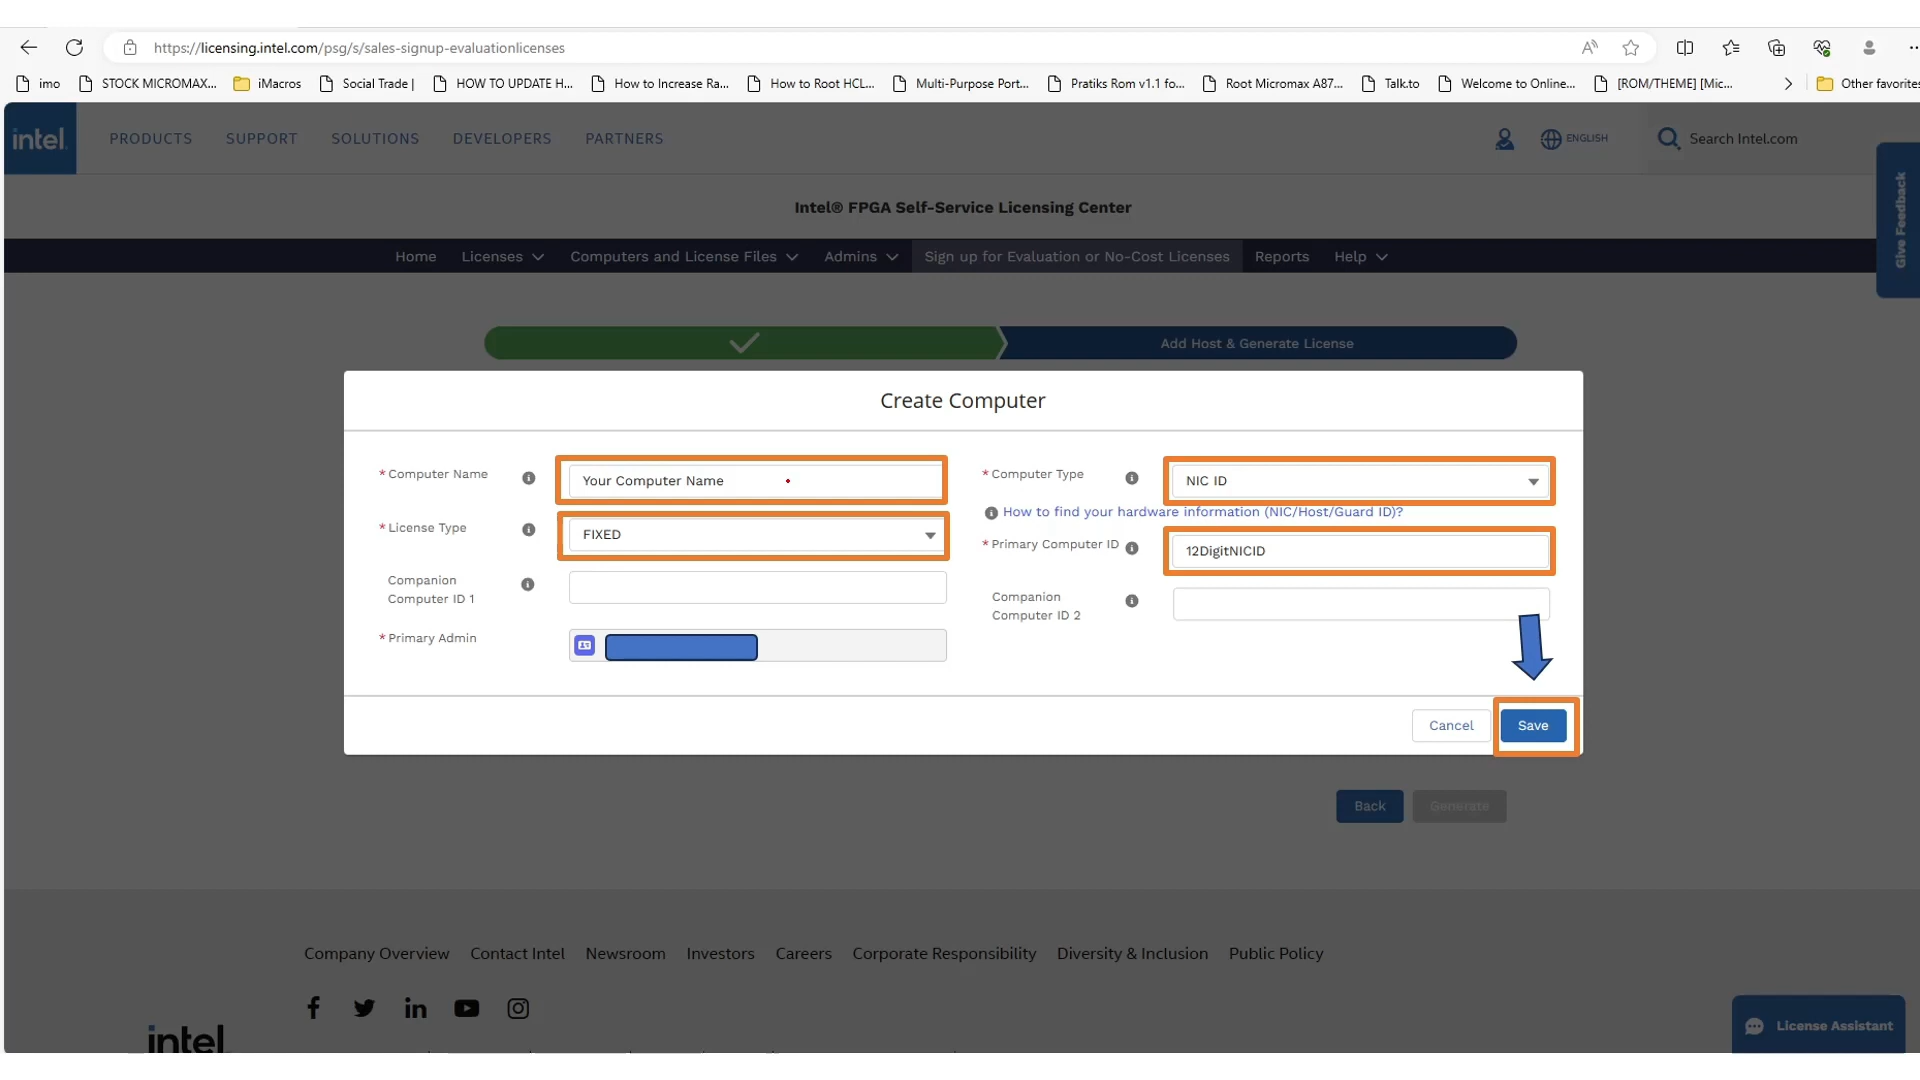 https://licensing.intel.com/psg/s/sales-signup-evaluationlicenses
imo STOCK MICROMAX... iMacros Social Trade | HOW TO UPDATE H... How to Increase Ra... How to Root HCL... Multi-Purpose Port... Pratiks Rom v1.1 fo... Root Micromax A87... Talk.to Welcome to Online... [ROM/THEME] [Mic... Other favorites
intel. PRODUCTS SUPPORT SOLUTIONS DEVELOPERS PARTNERS ENGLISH Search Intel.com
Give Feedback
Intel® FPGA Self-Service Licensing Center
Home Licenses Computers and License Files Admins Sign up for Evaluation or No-Cost Licenses Reports Help
Add Host & Generate License
Create Computer
* Computer Name Your Computer Name
* Computer Type NIC ID
How to find your hardware information (NIC/Host/Guard ID)?
* License Type FIXED
* Primary Computer ID 12DigitNICID
Companion
Computer ID 1
Companion
Computer ID 2
* Primary Admin
Cancel Save
Back Generate
Company Overview Contact Intel Newsroom Investors Careers Corporate Responsibility Diversity & Inclusion Public Policy
intel.
License Assistant